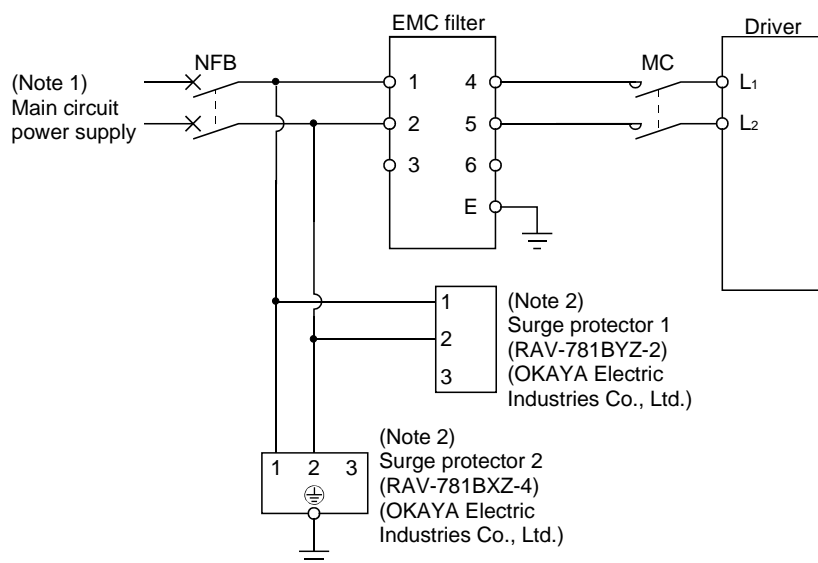 EMC filter
Driver
NFB
MC
(Note 1)
Main circuit
power supply
1
4
L1
2
5
L2
3
6
E
1
2
3
(Note 2)
Surge protector 1
(RAV-781BYZ-2)
(OKAYA Electric
Industries Co., Ltd.)
1 2 3
(Note 2)
Surge protector 2
(RAV-781BXZ-4)
(OKAYA Electric
Industries Co., Ltd.)